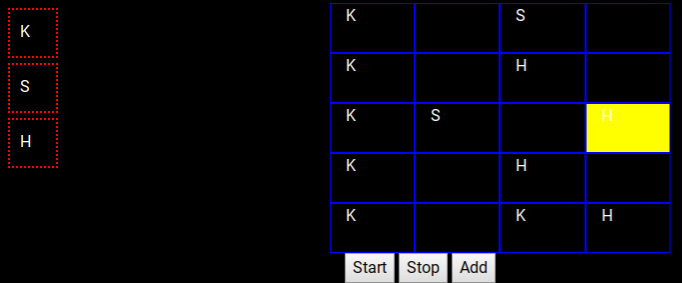 K
S
H
K S
K H
K S H
K H
K K H
Start Stop Add